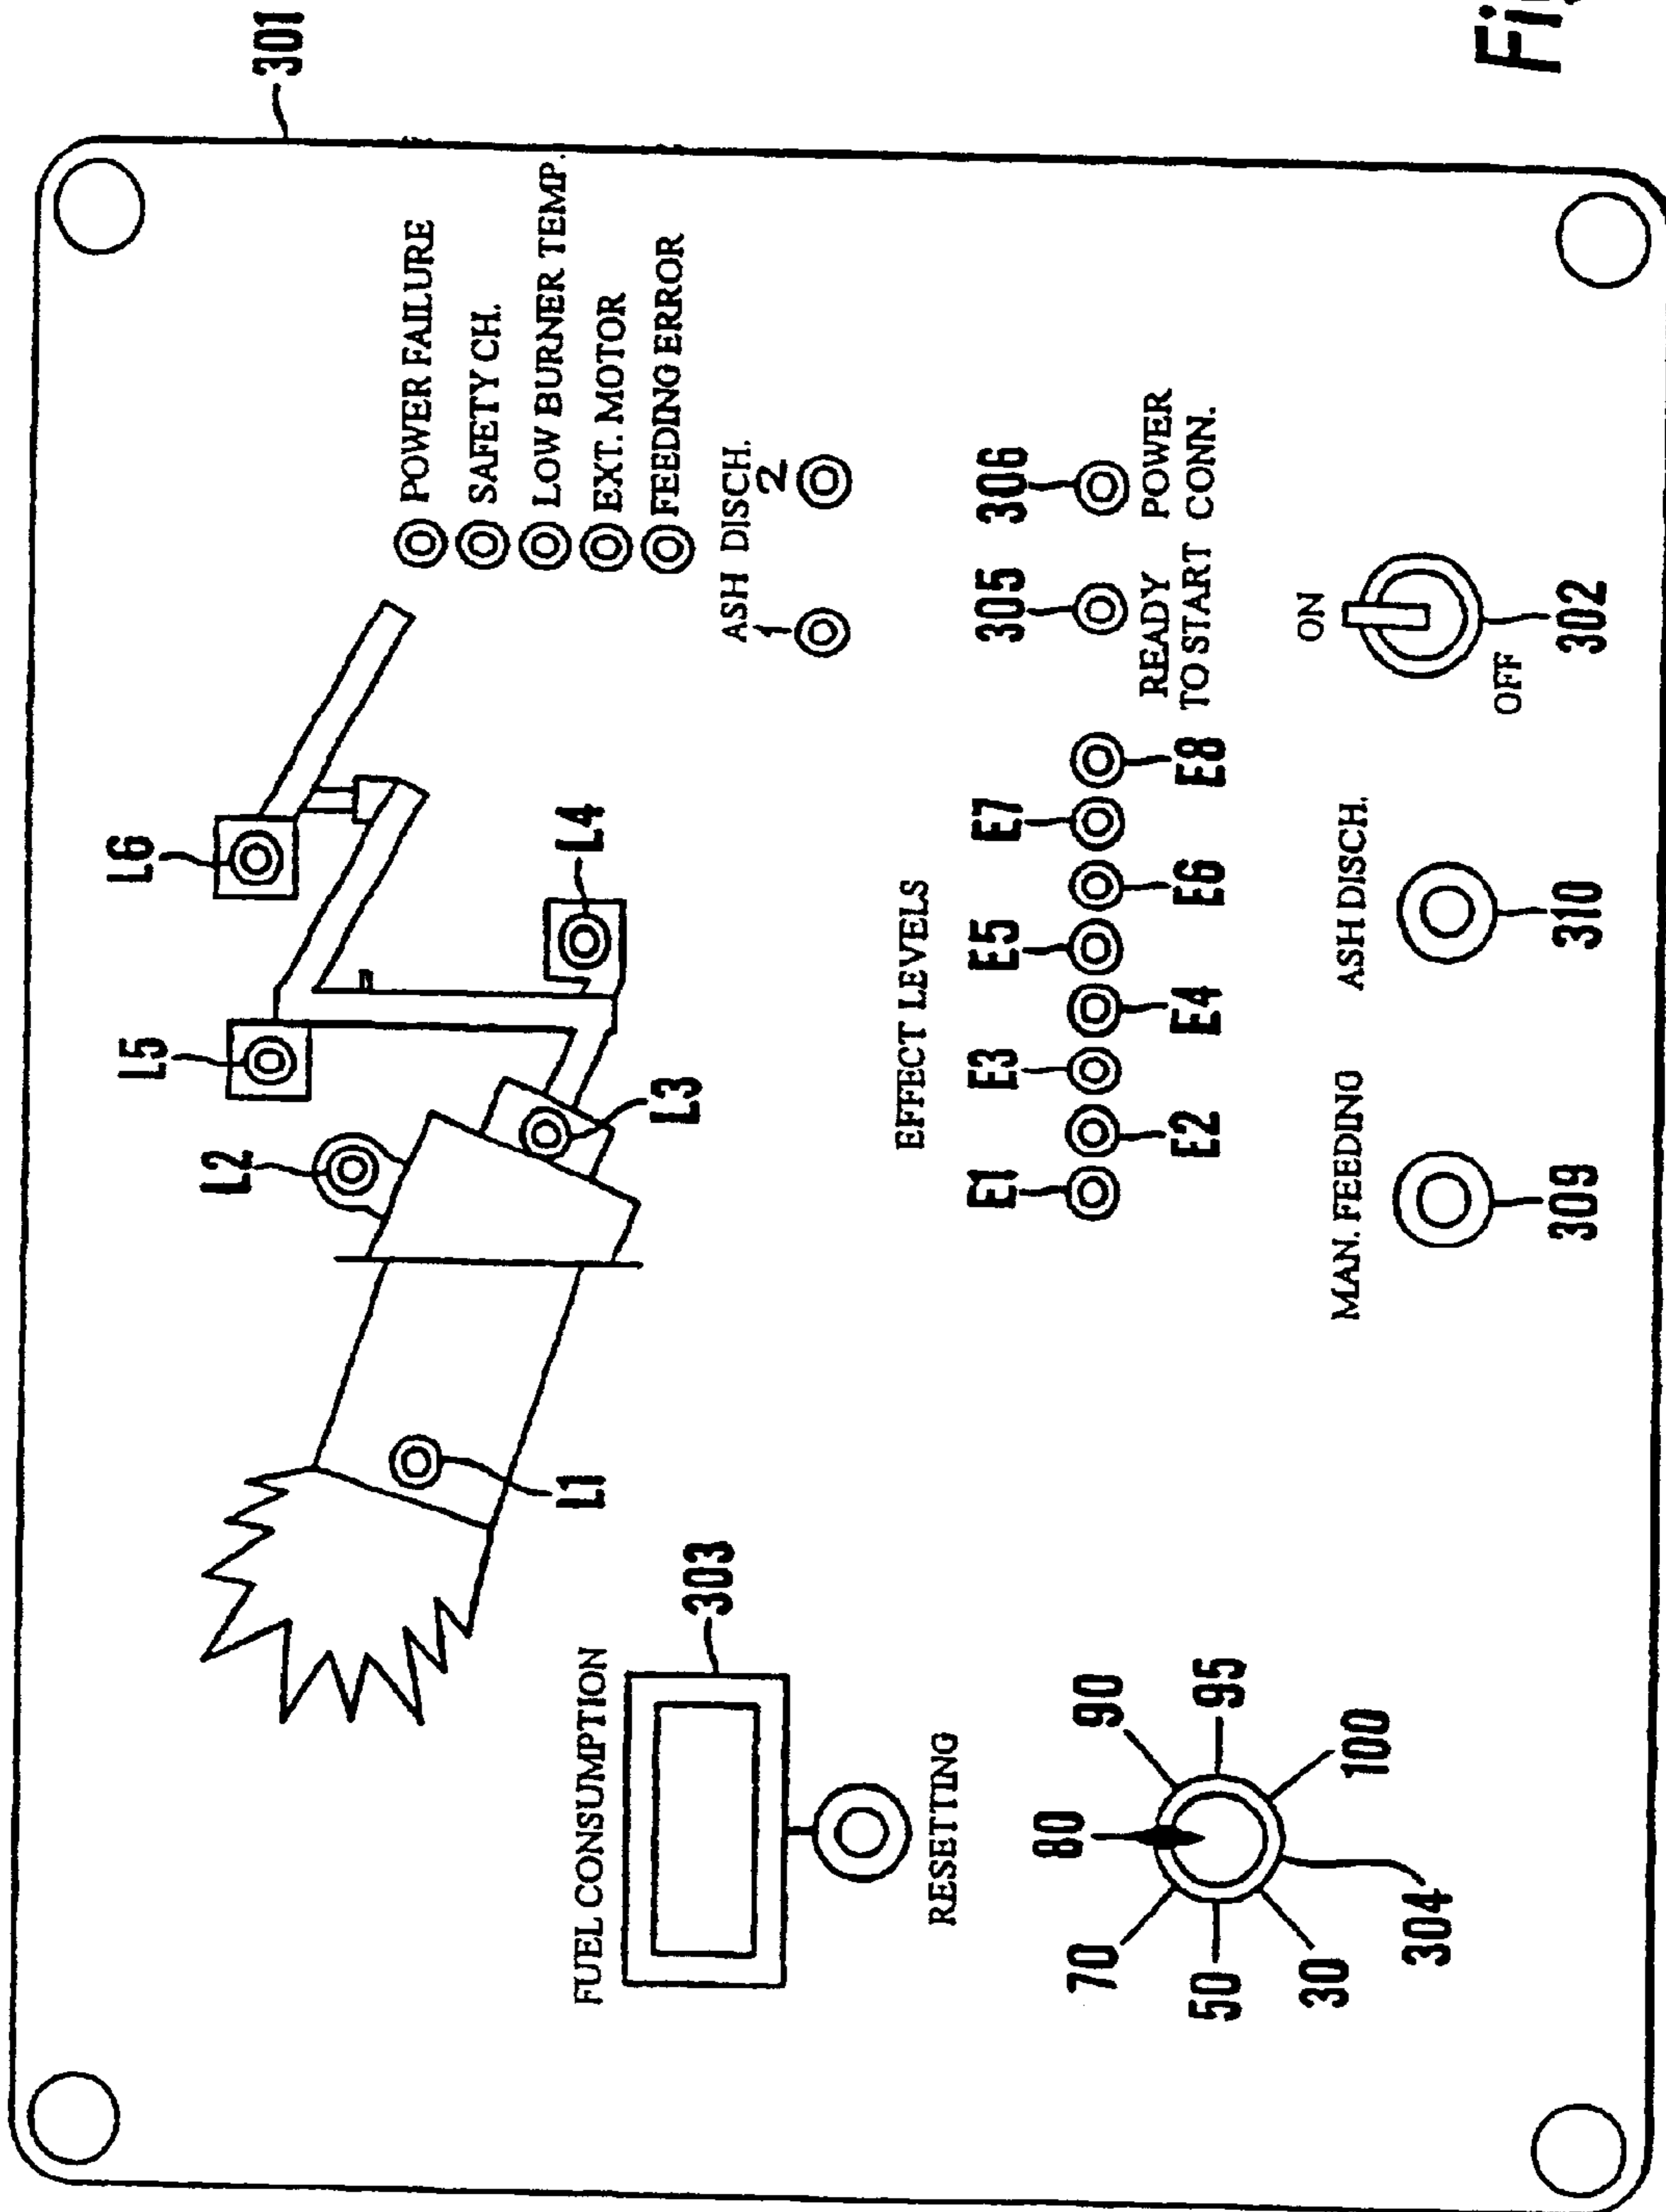 301
L6
L5
L2
L4
L3
L1
POWER FAILURE
SAFETY CH.
LOW BURNER TEMP.
EXT. MOTOR
FEEDING ERROR
ASH DISCH.
1 2
FUEL CONSUMPTION
303
RESETTING
EFFECT LEVELS
E1 E3 E5 E7
E2 E4 E6 E8
305 306
READY TO START
POWER CONN.
80
70 90
50 95
30 100
304
MAN. FEEDING
309
ASH DISCH.
310
ON
OFF
302